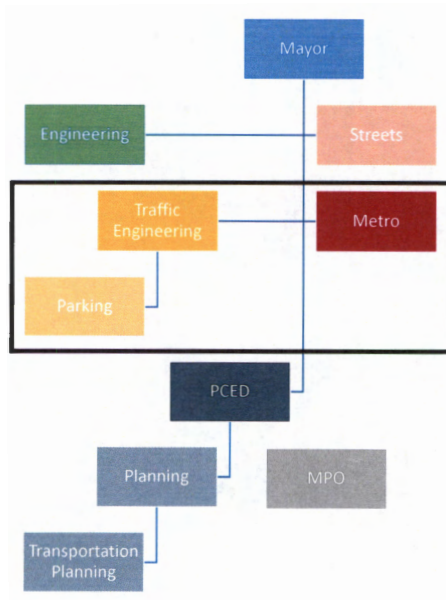 Mayor
Engineering
Streets
Traffic
Engineering
Metro
Parking
PCED
Planning
MPO
Transportation
Planning